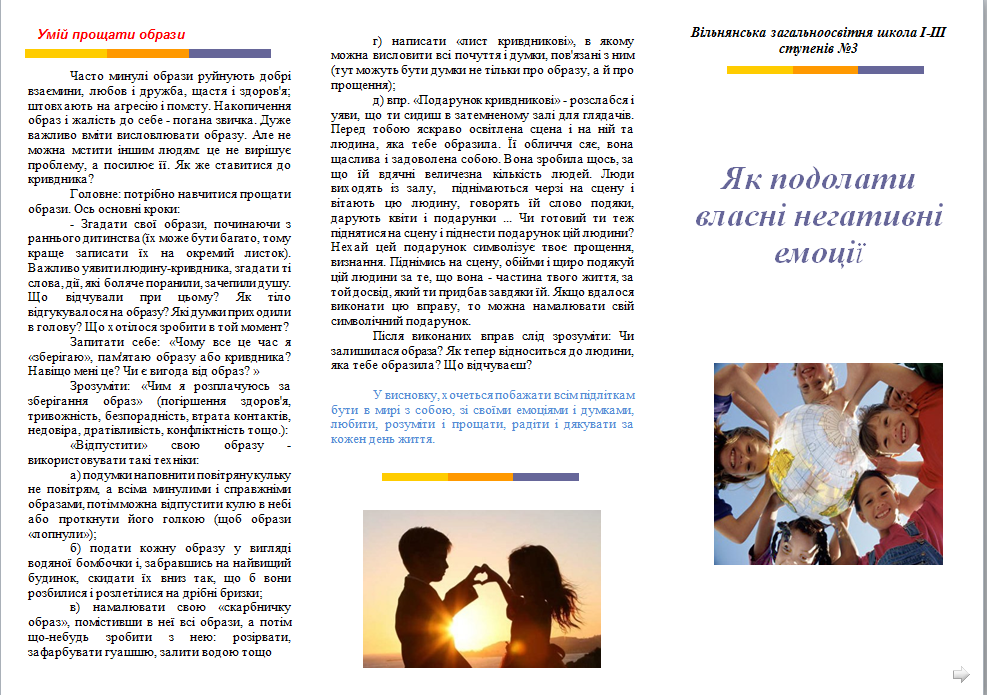 Умій прощати образи
Часто минулі образи руйнують добрі
взаємини, любов і дружба, щастя і здоров'я;
штовхають на агресію і помсту. Накопичення
образ і жалість до себе - погана звичка. Дуже
важливо вміти висловлювати образу. Але не
можна мстити іншим людям: це не вирішує
проблему, а посилює її. Як же ставитися до
кривдника?
Головне: потрібно навчитися прощати
образи. Ось основні кроки:
- Згадати свої образи, починаючи з
раннього дитинства (їх може бути багато, тому
краще записати їх на окремий листок).
Важливо уявити людину-кривдника, згадати ті
слова, дії, які боляче поранили, зачепили душу.
Що відчували при цьому? Як тіло
відгукувалося на образу? Які думки приходили
в голову? Що хотілося зробити в той момент?
Запитати себе: «Чому все це час я
«зберігаю», пам'ятаю образу або кривдника?
Навіщо мені це? Чи є вигода від образ? »
Зрозуміти: «Чим я розплачуюсь за
зберігання образ» (погіршення здоров'я,
тривожність, безпорадність, втрата контактів,
недовіра, дратівливість, конфліктність тощо.):
«Відпустити» свою образу -
використовувати такі техніки:
а) подумки наповнити повітряну кульку
не повітрям, а всіма минулими і справжніми
образами, потім можна відпустити кулю в небі
або проткнути його голкою (щоб образи
«лопнули»);
б) подати кожну образу у вигляді
водяної бомбочки і, забравшись на найвищий
будинок, скидати їх вниз так, що б вони
розбилися і розлетілися на дрібні бризки;
в) намалювати свою «скарбничку
образ», помістивши в неї всі образи, а потім
що-небудь зробити з нею: розірвати,
зафарбувати гуашшю, залити водою тощо
г) написати «лист кривдникові», в якому
можна висловити всі почуття і думки, пов'язані з ним
(тут можуть бути думки не тільки про образу, а й про
прощення);
д) впр. «Подарунок кривдникові» - розслабся і
уяви, що ти сидиш в затемненому залі для глядачів.
Перед тобою яскраво освітлена сцена і на ній та
людина, яка тебе образила. Її обличчя сяє, вона
щаслива і задоволена собою. Вона зробила щось, за
що їй вдячні величезна кількість людей. Люди
виходять із залу, піднімаються черзі на сцену і
вітають цю людину, говорять їй слово подяки,
дарують квіти і подарунки ... Чи готовий ти теж
піднятися на сцену і піднести подарунок цій людини?
Нехай цей подарунок символізує твоє прощення,
визнання. Піднімись на сцену, обійми і щиро подякуй
цій людини за те, що вона - частина твого життя, за
той досвід, який ти придбав завдяки їй. Якщо вдалося
виконати цю вправу, то можна намалювати свій
символічний подарунок.
Після виконаних вправ слід зрозуміти: Чи
залишилася образа? Як тепер відноситься до людини,
яка тебе образила? Що відчуваєш?
У висновку, хочеться побажати всім підліткам
бути в мирі з собою, зі своїми емоціями і думками,
любити, розуміти і прощати, радіти і дякувати за
кожен день життя.
Вільнянська загальноосвітня школа І-ІІІ
ступенів №3
Як подолати
власні негативні
емоції